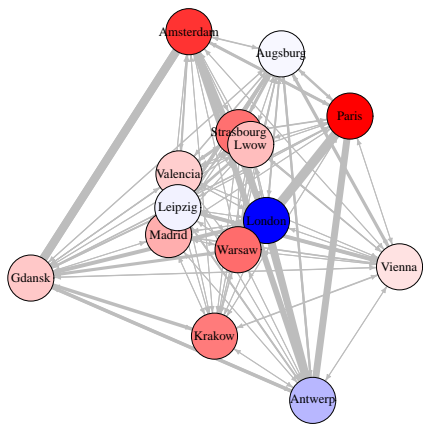 Amsterdam
Augsburg
Paris
Strasbourg
Lwow
Valencia
Leipzig
London
Madrid
Warsaw
Vienna
Gdansk
Krakow
Antwerp